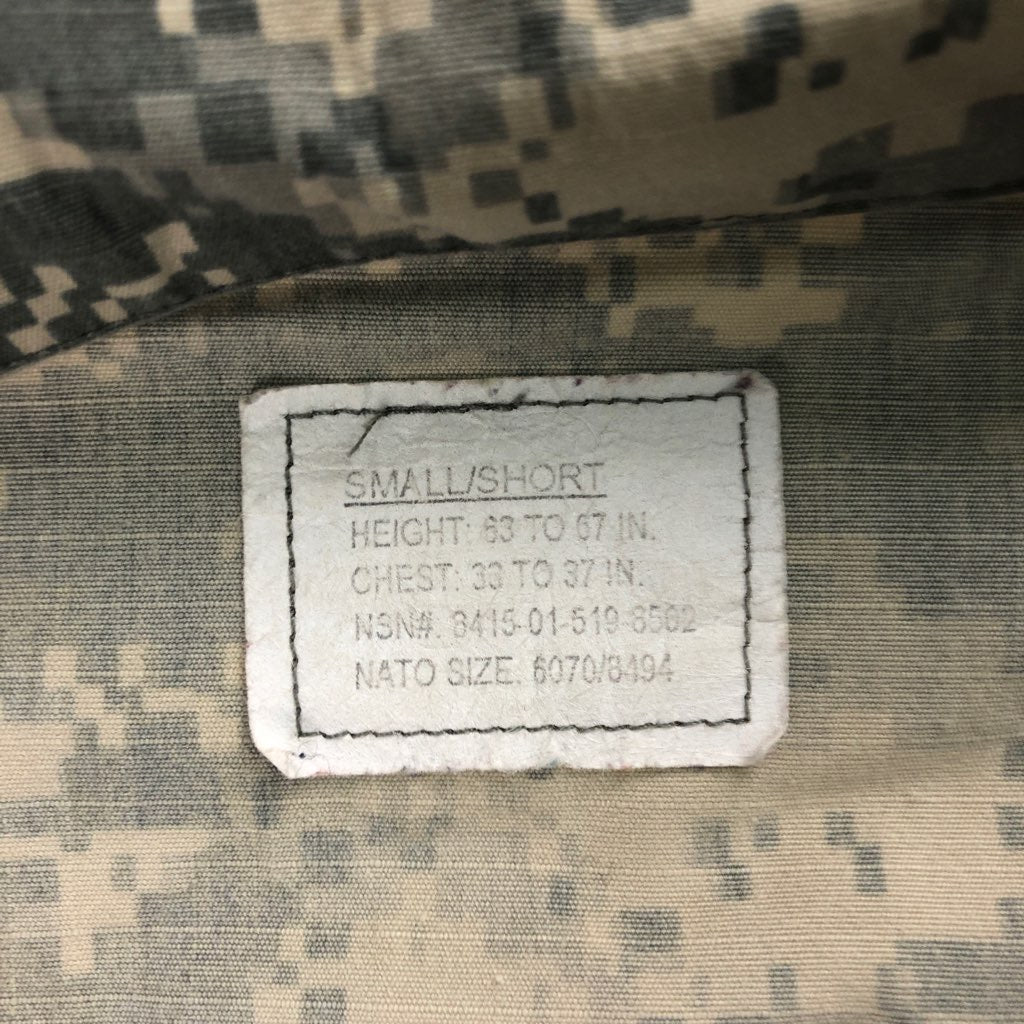 SMALL/SHORT
HEIGHT: 63 TO 67 IN.
CHEST: 33 TO 37 IN.
NSN#. 8415-01-519-8502
NATO SIZE. 6070/8494